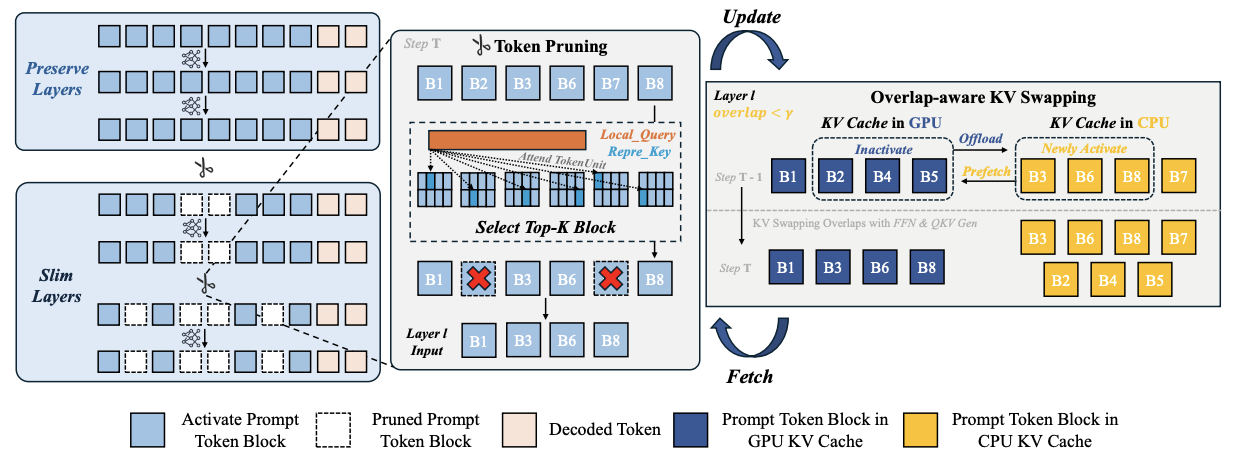 Preserve
Layers
Slim
Layers
Step T
Token Pruning
B1 B2 B3 B6 B7 B8
Local_Query
Repre_Key
Attend TokenUnit
Select Top-K Block
B1 B3 B6 B8
Layer l
Input
B1 B3 B6 B8
Update
Layer l
overlap < γ
Overlap-aware KV Swapping
KV Cache in GPU
KV Cache in CPU
Inactivate
Offload
Newly Activate
Prefetch
Step T - 1
B1 B2 B4 B5
B3 B6 B8 B7
KV Swapping Overlaps with FFN & QKV Gen
Step T
B1 B3 B6 B8
B3 B6 B8 B7
B2 B4 B5
Fetch
Activate Prompt
Token Block
Pruned Prompt
Token Block
Decoded Token
Prompt Token Block in
GPU KV Cache
Prompt Token Block in
CPU KV Cache